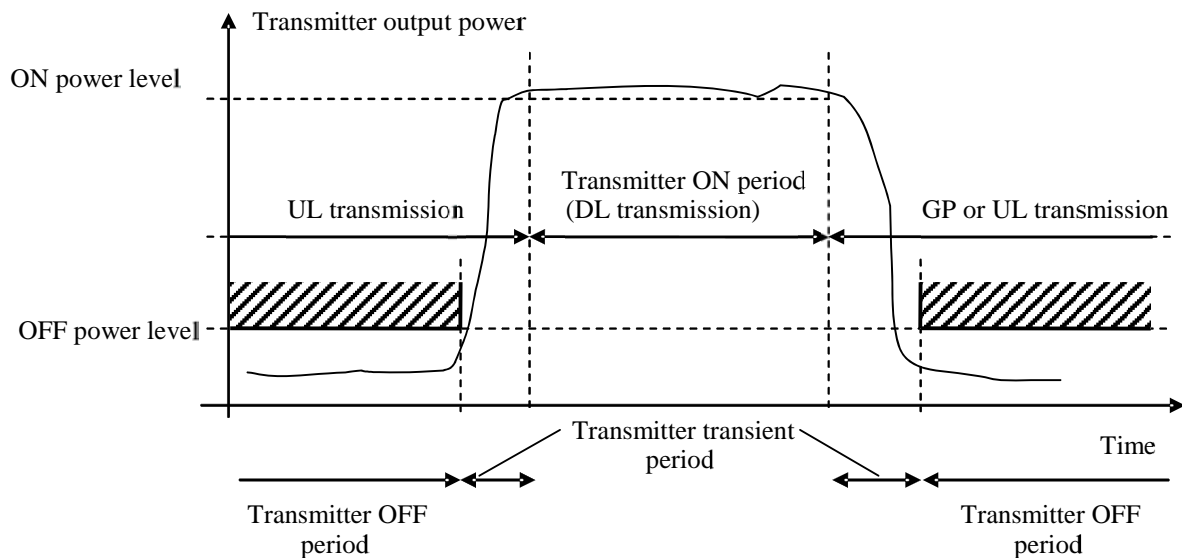 Transmitter output power
ON power level
UL transmission
Transmitter ON period
(DL transmission)
GP or UL transmission
OFF power level
Transmitter transient
period
Time
Transmitter OFF
period
Transmitter OFF
period